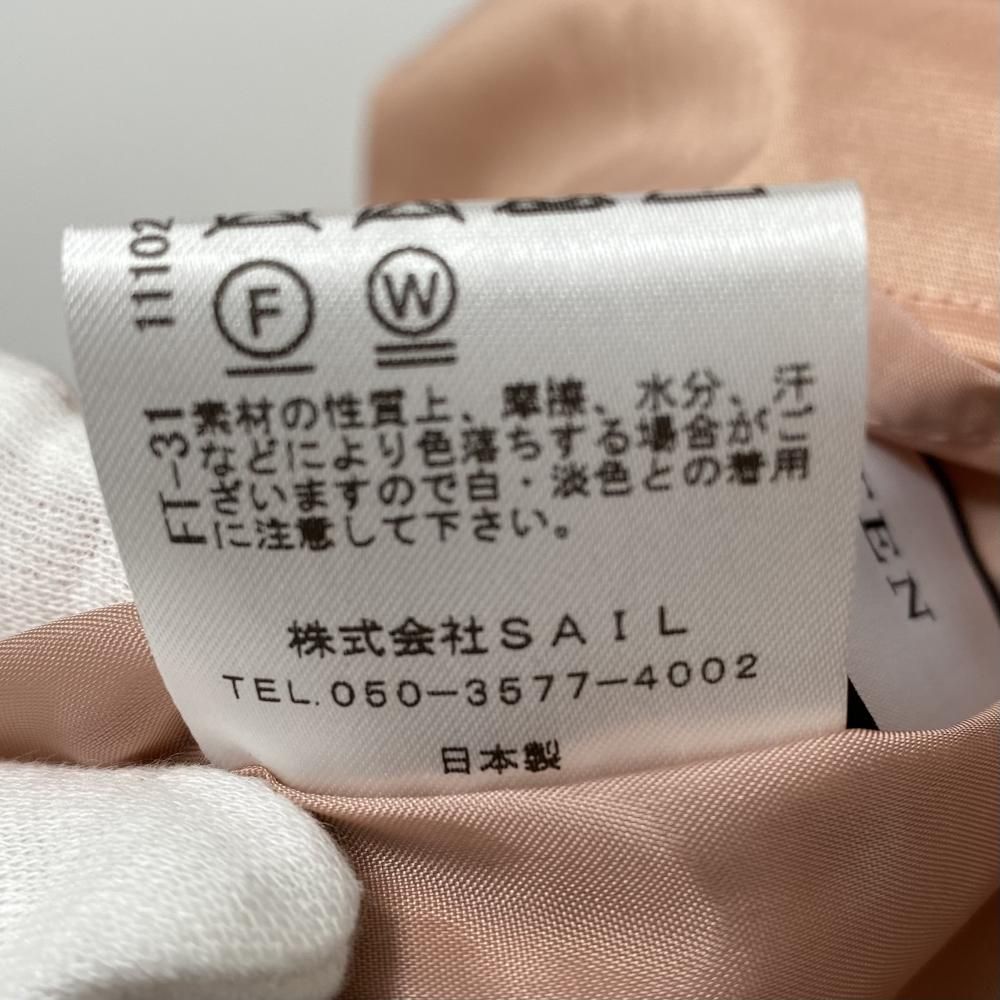 11102
F
W
FT-31
素材の性質上、摩擦、水分、汗
などにより色落ちする場合がご
ざいますので白・淡色との着用
に注意して下さい。
株式会社SAIL
TEL.050-3577-4002
日本製
EN